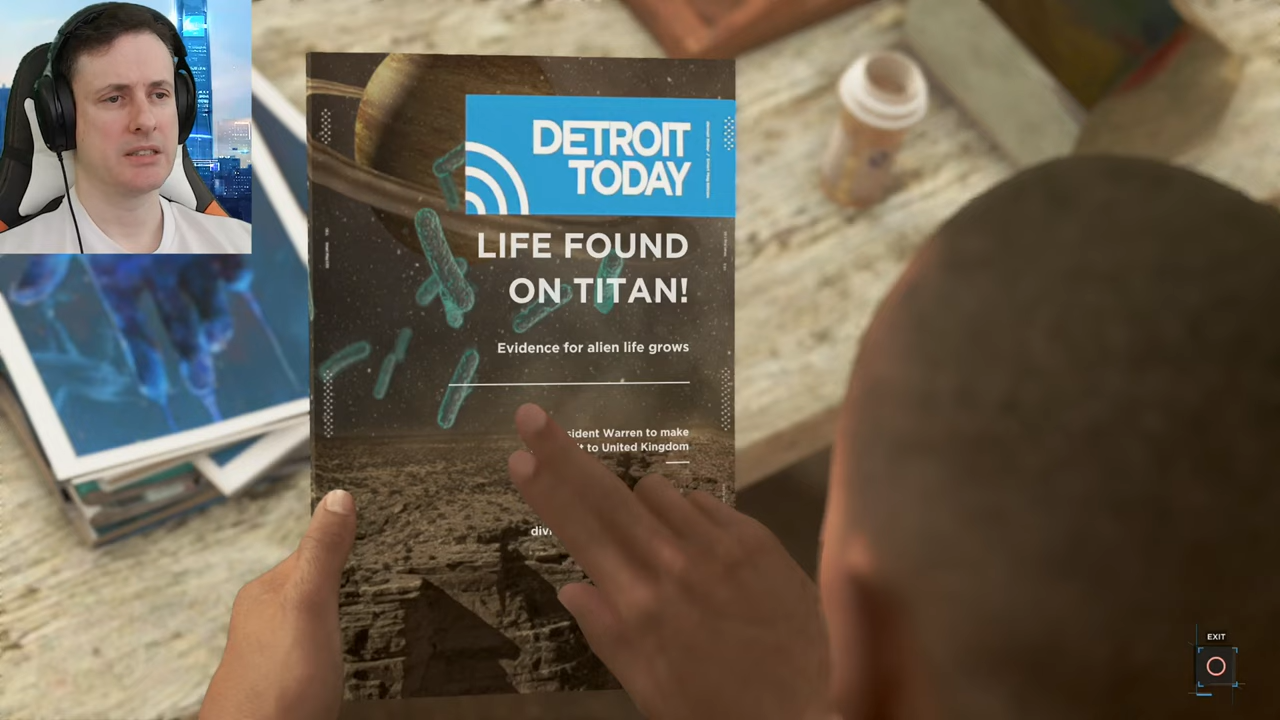 DETROIT
TODAY
LIFE FOUND
ON TITAN!
Evidence for alien life grows
sident Warren to make
it to United Kingdom
EXIT